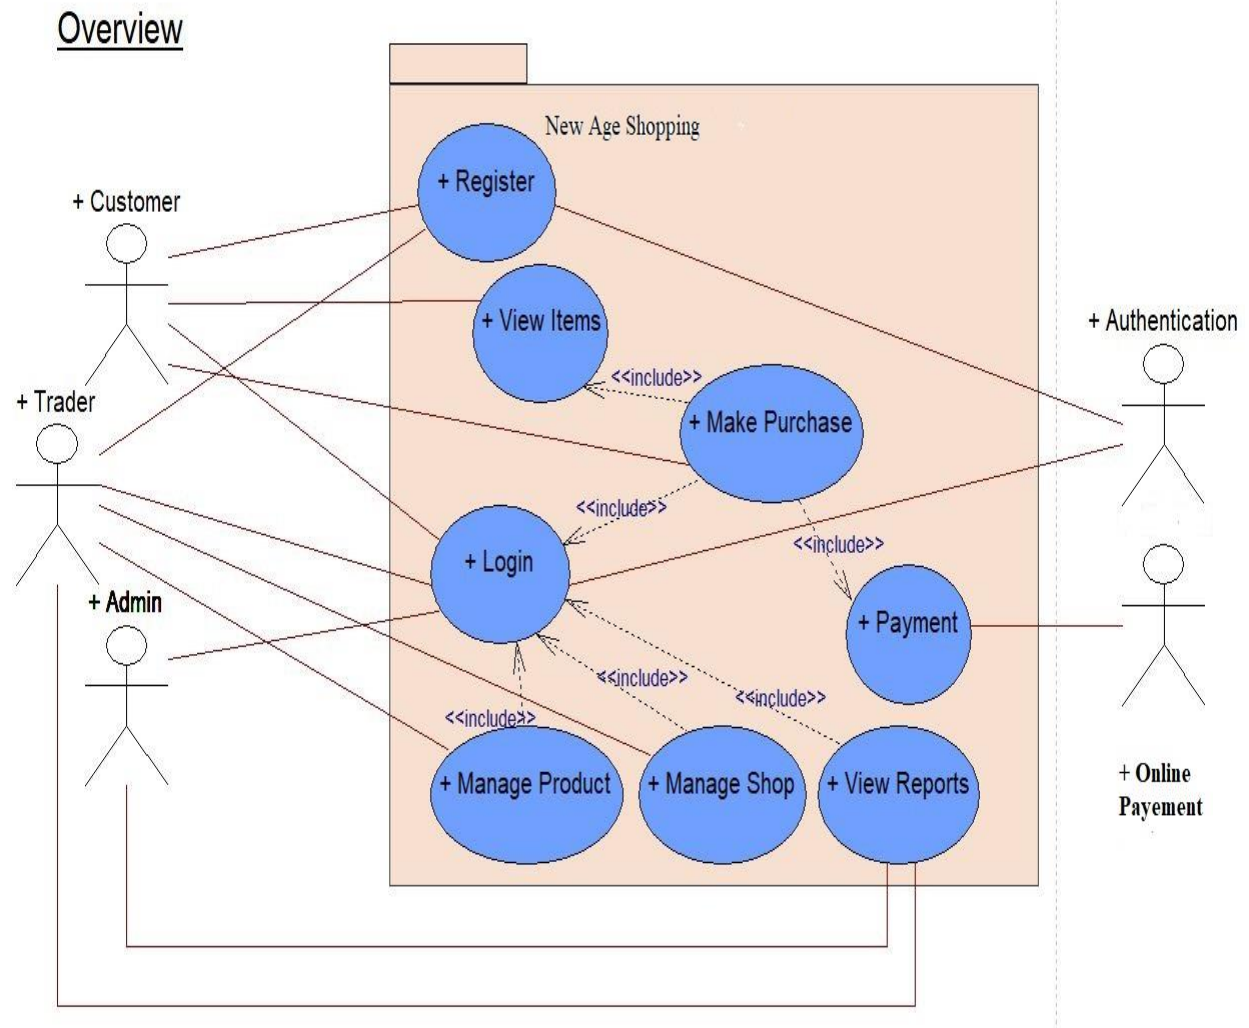 Overview
New Age Shopping
+ Register
+ Customer
+ View Items
+ Authentication
<<include>>
+ Trader
+ Make Purchase
<<include>>
<<include>>
+ Login
+ Admin
+ Payment
<<include>>
<<include>>
<<include>>
+ Manage Product
+ Manage Shop
+ View Reports
+ Online
Payement